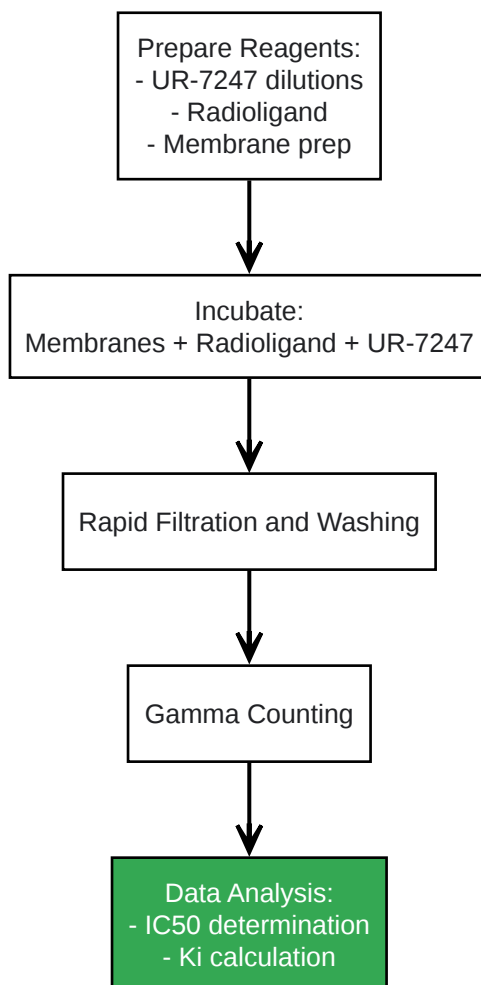 Prepare Reagents:
- UR-7247 dilutions
- Radioligand
- Membrane prep
Incubate:
Membranes + Radioligand + UR-7247
Rapid Filtration and Washing
Gamma Counting
Data Analysis:
- IC50 determination
- Ki calculation